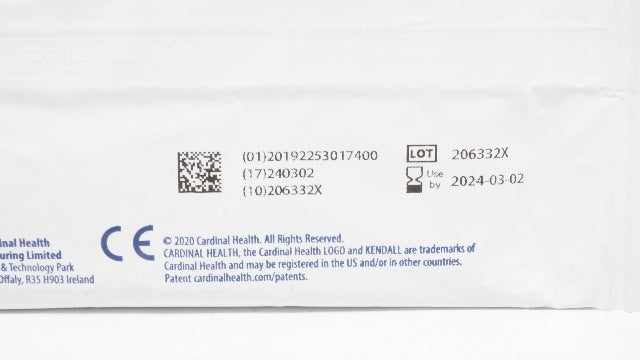 (01)20192253017400
(17)240302
(10)206332X
LOT 206332X
Use
by 2024-03-02
inal Health
uring Limited
& Technology Park
Offaly, R35 H903 Ireland
CE
© 2020 Cardinal Health. All Rights Reserved.
CARDINAL HEALTH, the Cardinal Health LOGO and KENDALL are trademarks of
Cardinal Health and may be registered in the US and/or in other countries.
Patent cardinalhealth.com/patents.